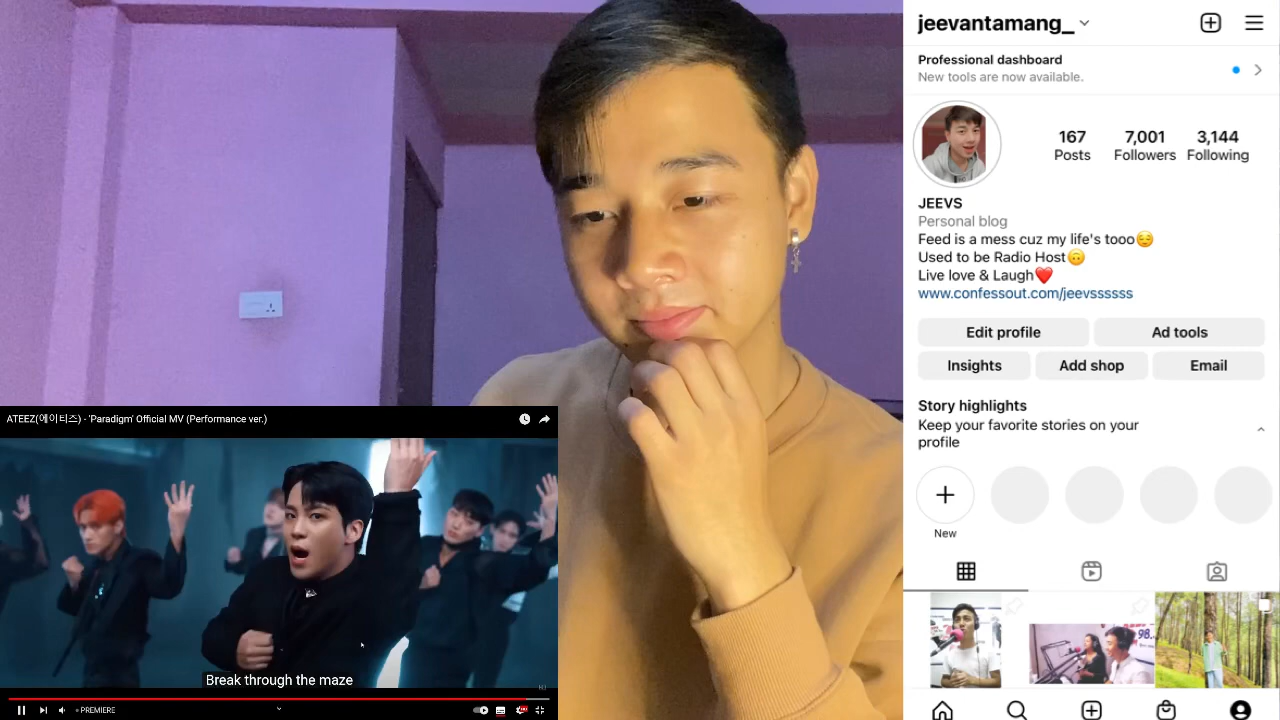 ATEEZ(에이티즈) - 'Paradigm' Official MV (Performance ver.)
Break through the maze
• PREMIERE
jeevantamang_
Professional dashboard
New tools are now available.
167 7,001 3,144
Posts Followers Following
JEEVS
Personal blog
Feed is a mess cuz my life's tooo😌
Used to be Radio Host🙃
Live love & Laugh❤️
www.confessout.com/jeevssssss
Edit profile Ad tools
Insights Add shop Email
Story highlights
Keep your favorite stories on your
profile
New
98.